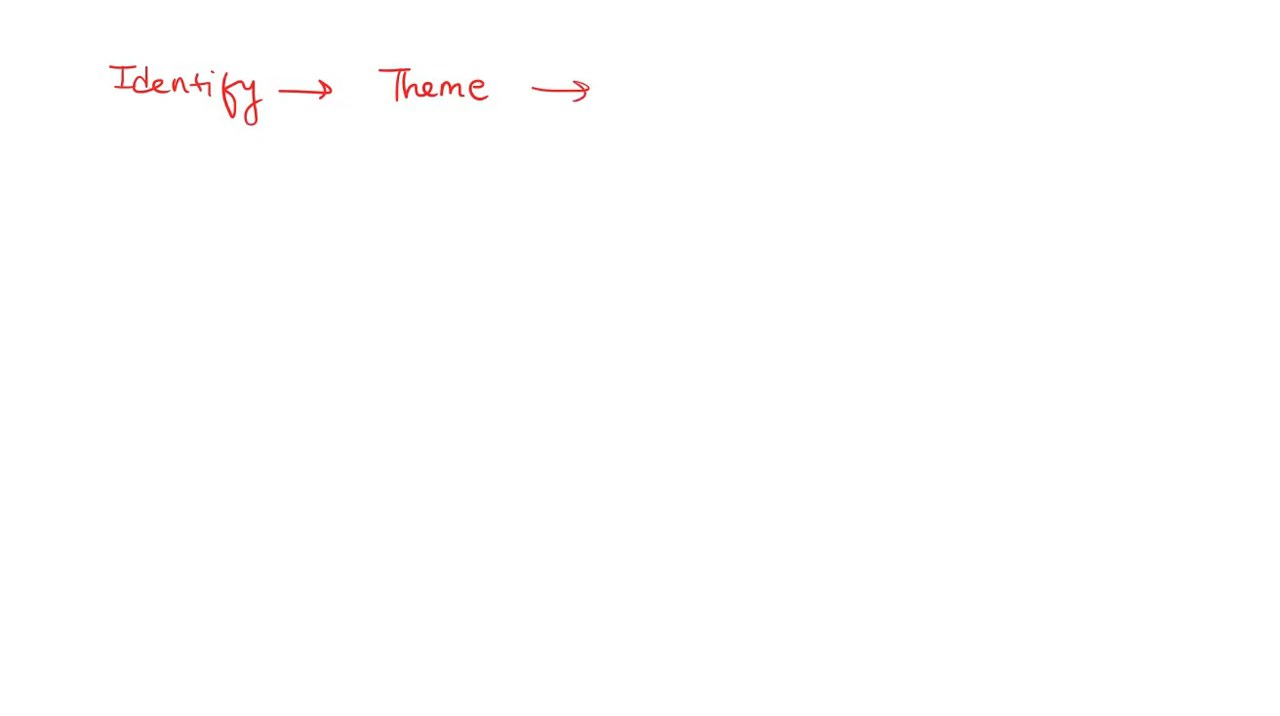 Identify → Theme →